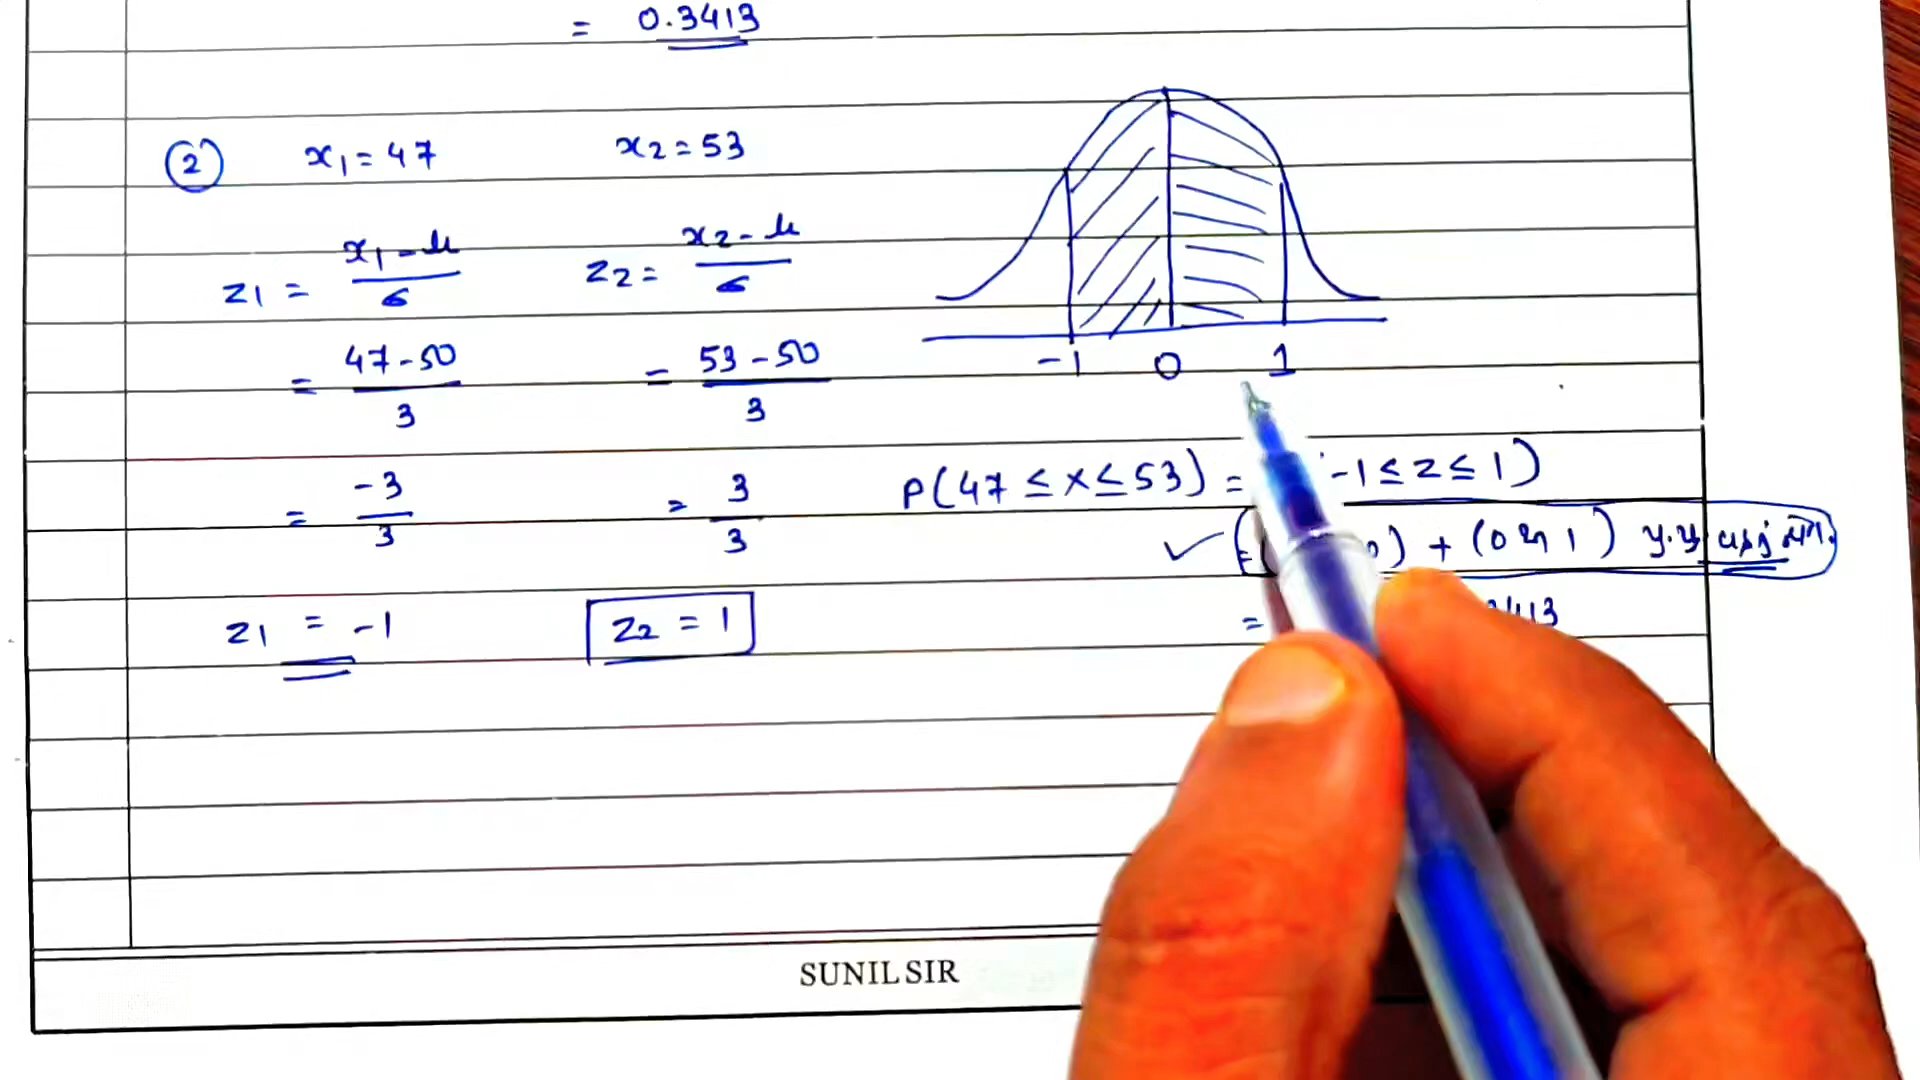 = 0.3413
② x₁ = 47 x₂ = 53
z₁ = (x₁ - μ)/σ z₂ = (x₂ - μ)/σ
= (47 - 50)/3 = (53 - 50)/3
-1 0 1
= -3/3 = 3/3
z₁ = -1 z₂ = 1
P(47 ≤ x ≤ 53) = -1 ≤ z ≤ 1)
= ) + (0 થી 1)
=
SUNIL SIR